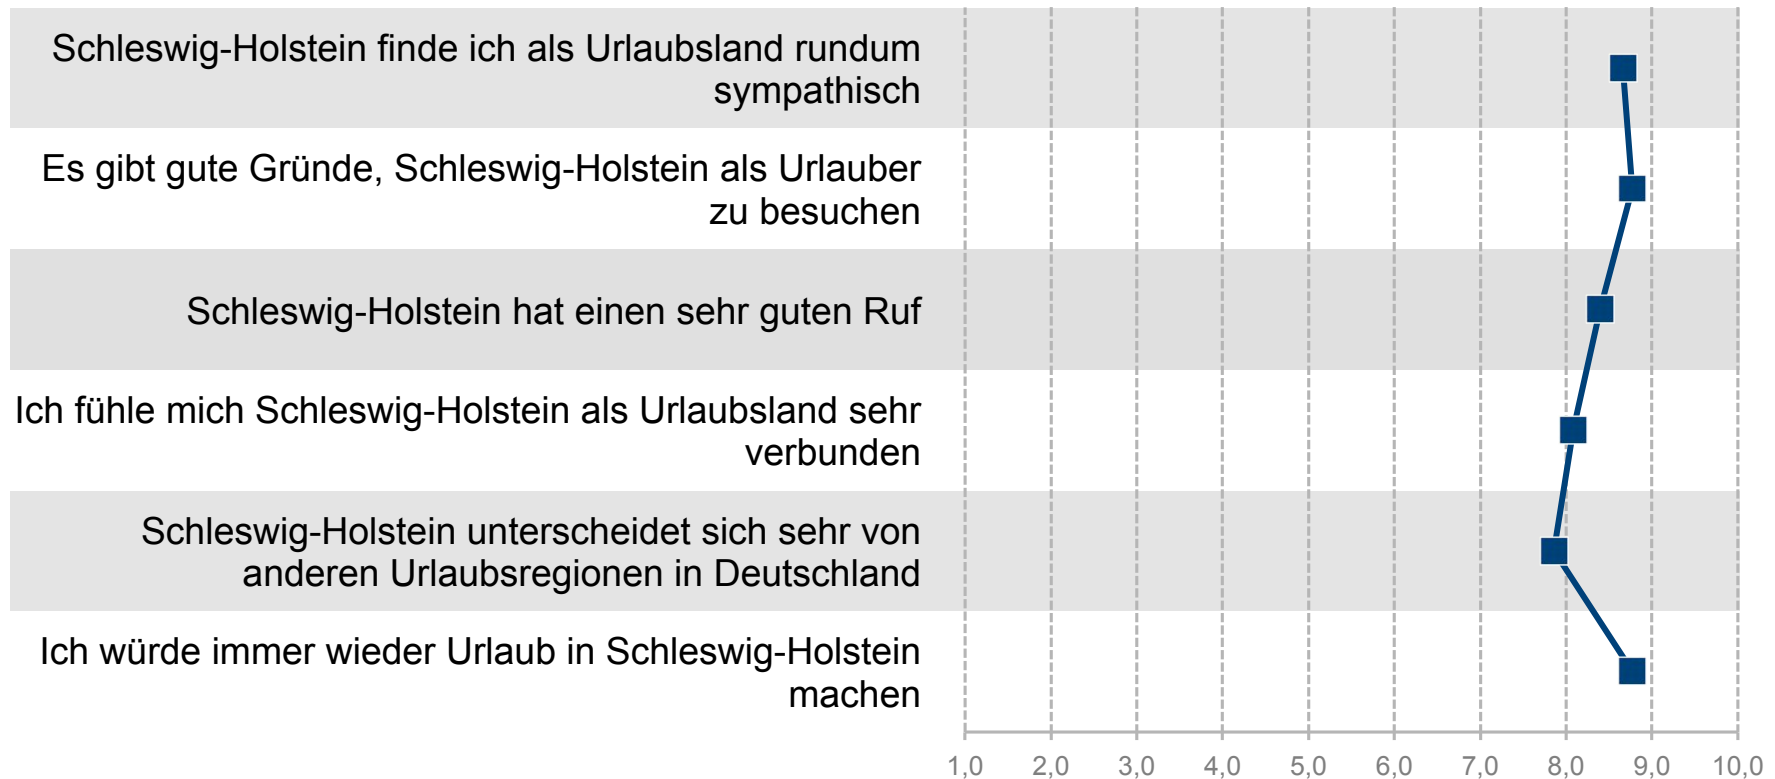 Schleswig-Holstein finde ich als Urlaubsland rundum
sympathisch
Es gibt gute Gründe, Schleswig-Holstein als Urlauber
zu besuchen
Schleswig-Holstein hat einen sehr guten Ruf
Ich fühle mich Schleswig-Holstein als Urlaubsland sehr
verbunden
Schleswig-Holstein unterscheidet sich sehr von
anderen Urlaubsregionen in Deutschland
Ich würde immer wieder Urlaub in Schleswig-Holstein
machen
1,0 2,0 3,0 4,0 5,0 6,0 7,0 8,0 9,0 10,0